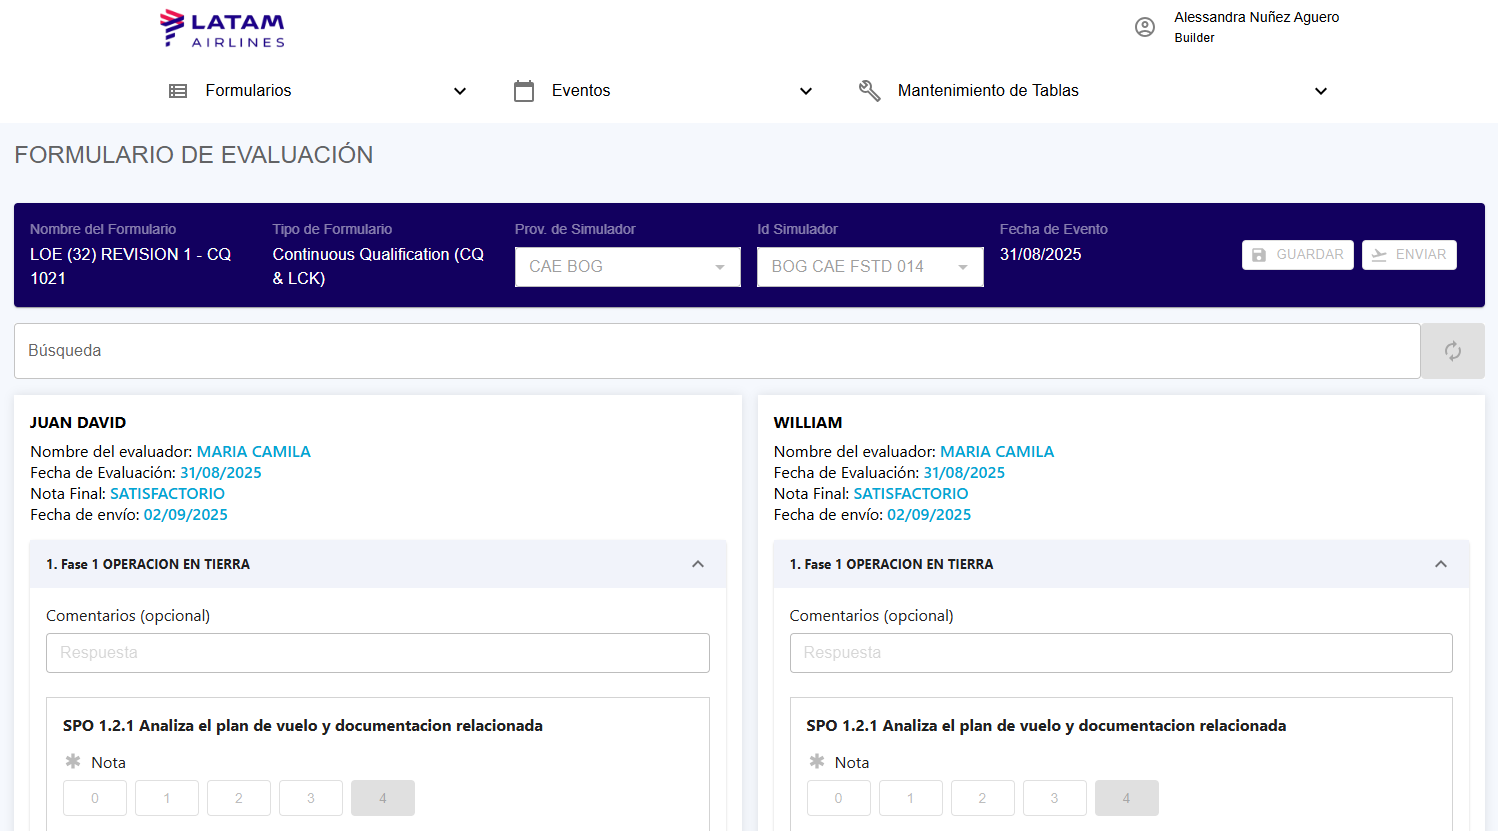 LATAM
AIRLINES
Alessandra Nuñez Aguero
Builder
Formularios
Eventos
Mantenimiento de Tablas
FORMULARIO DE EVALUACIÓN
Nombre del Formulario
LOE (32) REVISION 1 - CQ
1021
Tipo de Formulario
Continuous Qualification (CQ
& LCK)
Prov. de Simulador
CAE BOG
Id Simulador
BOG CAE FSTD 014
Fecha de Evento
31/08/2025
GUARDAR
ENVIAR
Búsqueda
JUAN DAVID
Nombre del evaluador: MARIA CAMILA
Fecha de Evaluación: 31/08/2025
Nota Final: SATISFACTORIO
Fecha de envío: 02/09/2025
1. Fase 1 OPERACION EN TIERRA
Comentarios (opcional)
Respuesta
SPO 1.2.1 Analiza el plan de vuelo y documentacion relacionada
Nota
0 1 2 3 4
WILLIAM
Nombre del evaluador: MARIA CAMILA
Fecha de Evaluación: 31/08/2025
Nota Final: SATISFACTORIO
Fecha de envío: 02/09/2025
1. Fase 1 OPERACION EN TIERRA
Comentarios (opcional)
Respuesta
SPO 1.2.1 Analiza el plan de vuelo y documentacion relacionada
Nota
0 1 2 3 4